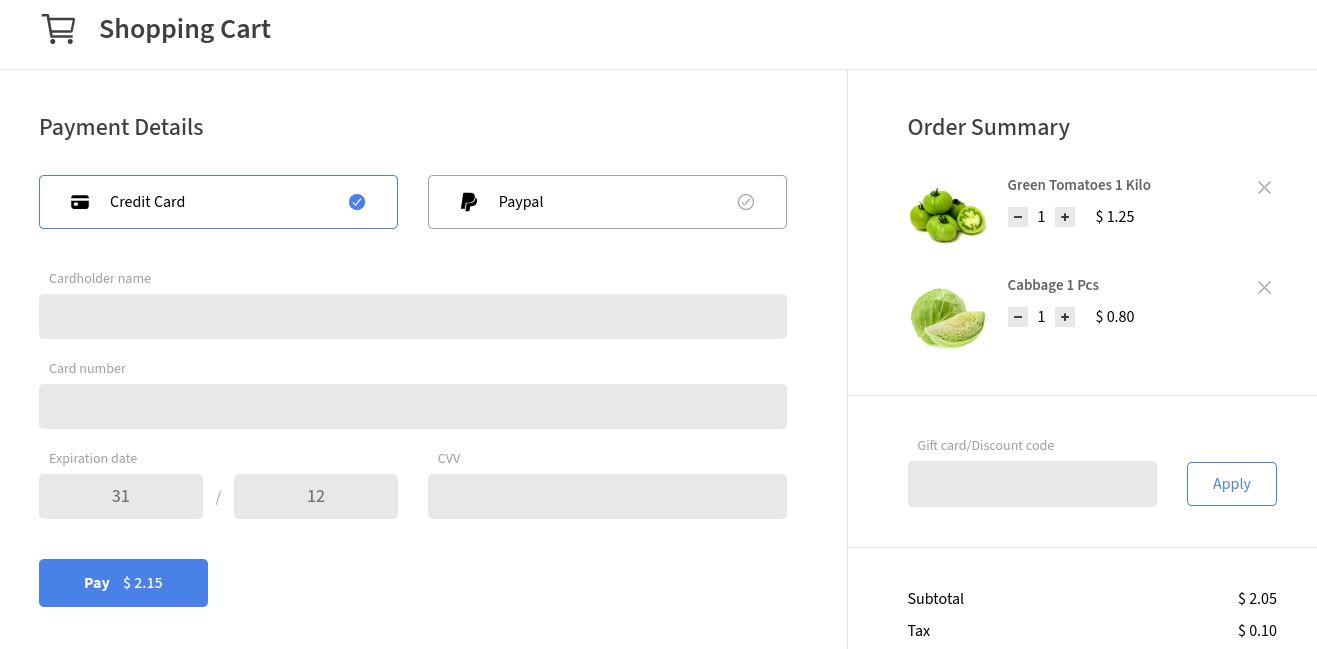 Shopping Cart
Payment Details
Credit Card
Paypal
Cardholder name
Card number
Expiration date
CVV
31 / 12
Pay $ 2.15
Order Summary
Green Tomatoes 1 Kilo
− 1 + $ 1.25
Cabbage 1 Pcs
− 1 + $ 0.80
Gift card/Discount code
Apply
Subtotal $ 2.05
Tax $ 0.10